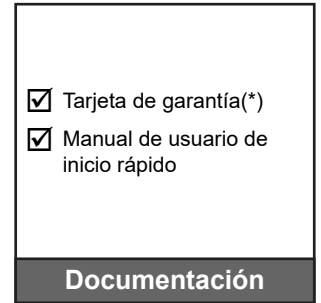 Tarjeta de garantía(*)
Manual de usuario de
inicio rápido
Documentación